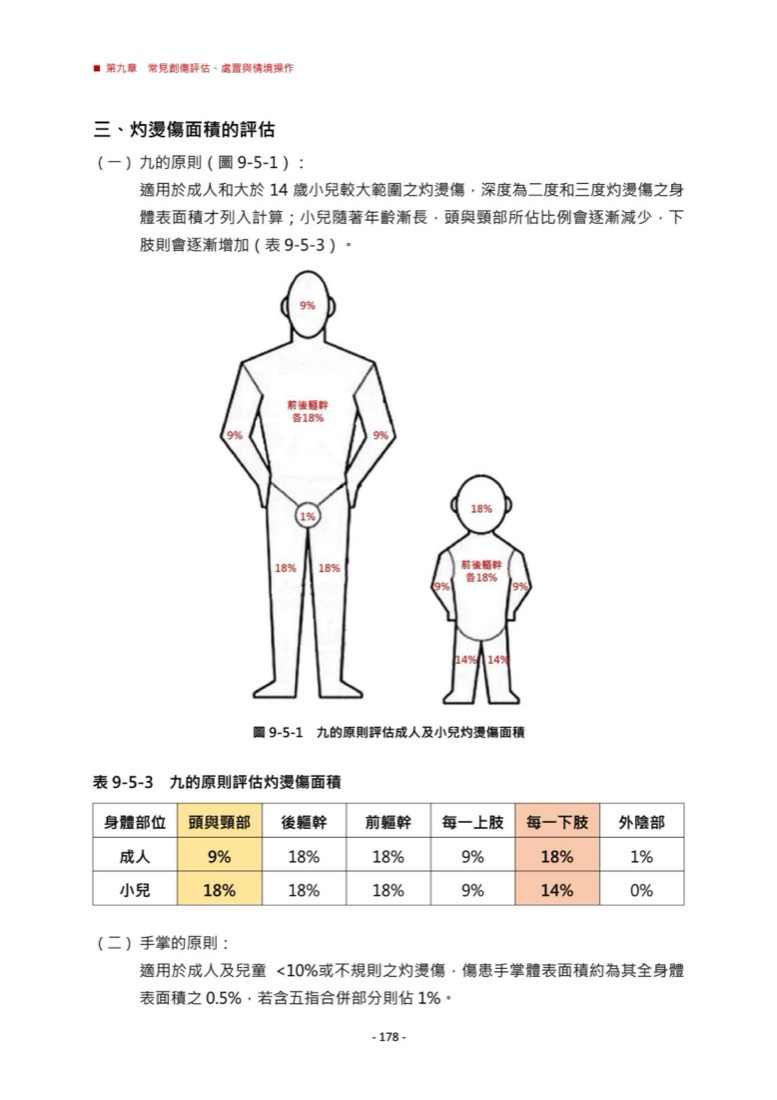 ■ 第九章　常見創傷評估、處置與情境操作
三、灼燙傷面積的評估
（一）九的原則（圖 9-5-1）：
適用於成人和大於 14 歲小兒較大範圍之灼燙傷，深度為二度和三度灼燙傷之身
體表面積才列入計算；小兒隨著年齡漸長，頭與頸部所佔比例會逐漸減少，下
肢則會逐漸增加（表 9-5-3）。
9%
前後軀幹
各18%
9% 9%
1%
18% 18%
18%
前後軀幹
各18%
9% 9%
14% 14%
圖 9-5-1　九的原則評估成人及小兒灼燙傷面積
表 9-5-3　九的原則評估灼燙傷面積
身體部位 頭與頸部 後軀幹 前軀幹 每一上肢 每一下肢 外陰部
成人 9% 18% 18% 9% 18% 1%
小兒 18% 18% 18% 9% 14% 0%
（二）手掌的原則：
適用於成人及兒童 <10%或不規則之灼燙傷，傷患手掌體表面積約為其全身體
表面積之 0.5%，若含五指合併部分則佔 1%。
- 178 -